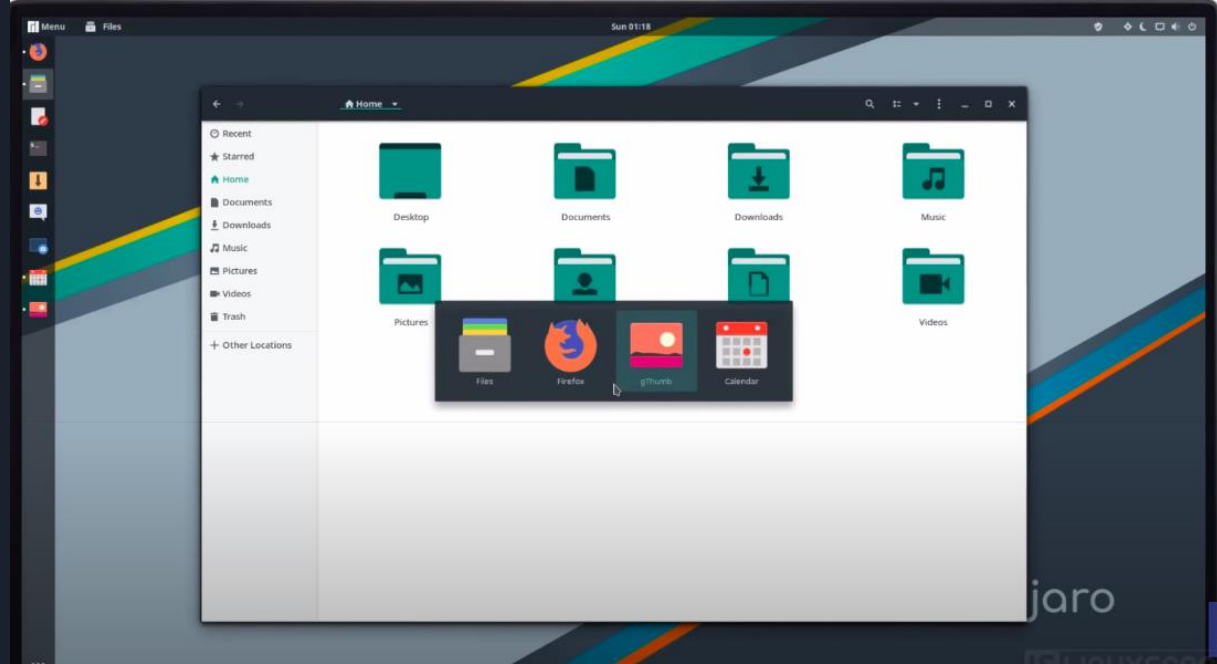 Menu Files Sun 01:18
Home
Recent
Starred
Home
Documents
Downloads
Music
Pictures
Videos
Trash
Other Locations
Desktop Documents Downloads Music
Pictures Videos
Files Firefox gThumb Calendar
jaro